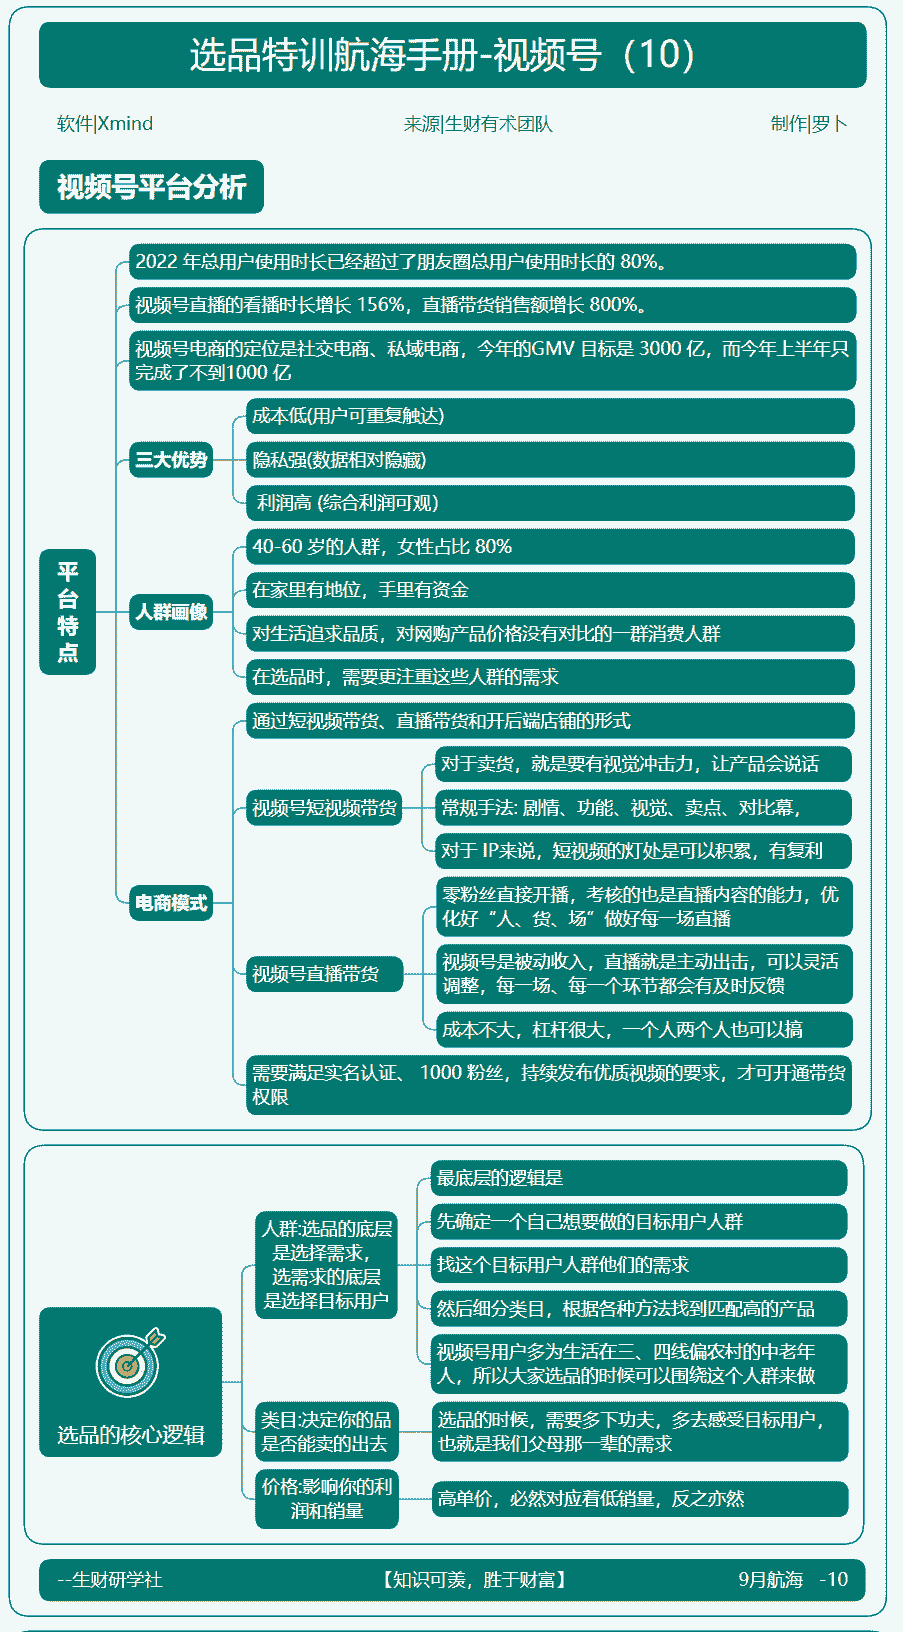 选品特训航海手册-视频号（10）
软件|Xmind
来源|生财有术团队
制作|罗卜
视频号平台分析
平
台
特
点
2022 年总用户使用时长已经超过了朋友圈总用户使用时长的 80%。
视频号直播的看播时长增长 156%，直播带货销售额增长 800%。
视频号电商的定位是社交电商、私域电商，今年的GMV 目标是 3000 亿，而今年上半年只
完成了不到1000 亿
三大优势
成本低(用户可重复触达)
隐私强(数据相对隐藏)
利润高 (综合利润可观)
人群画像
40-60 岁的人群，女性占比 80%
在家里有地位，手里有资金
对生活追求品质，对网购产品价格没有对比的一群消费人群
在选品时，需要更注重这些人群的需求
电商模式
通过短视频带货、直播带货和开后端店铺的形式
视频号短视频带货
对于卖货，就是要有视觉冲击力，让产品会说话
常规手法: 剧情、功能、视觉、卖点、对比幕，
对于 IP来说，短视频的灯处是可以积累，有复利
视频号直播带货
零粉丝直接开播，考核的也是直播内容的能力，优
化好“人、货、场”做好每一场直播
视频号是被动收入，直播就是主动出击，可以灵活
调整，每一场、每一个环节都会有及时反馈
成本不大，杠杆很大，一个人两个人也可以搞
需要满足实名认证、 1000 粉丝，持续发布优质视频的要求，才可开通带货
权限
选品的核心逻辑
人群:选品的底层
是选择需求，
选需求的底层
是选择目标用户
最底层的逻辑是
先确定一个自己想要做的目标用户人群
找这个目标用户人群他们的需求
然后细分类目，根据各种方法找到匹配高的产品
视频号用户多为生活在三、四线偏农村的中老年
人，所以大家选品的时候可以围绕这个人群来做
类目:决定你的品
是否能卖的出去
选品的时候，需要多下功夫，多去感受目标用户，
也就是我们父母那一辈的需求
价格:影响你的利
润和销量
高单价，必然对应着低销量，反之亦然
--生财研学社
【知识可羡，胜于财富】
9月航海 -10